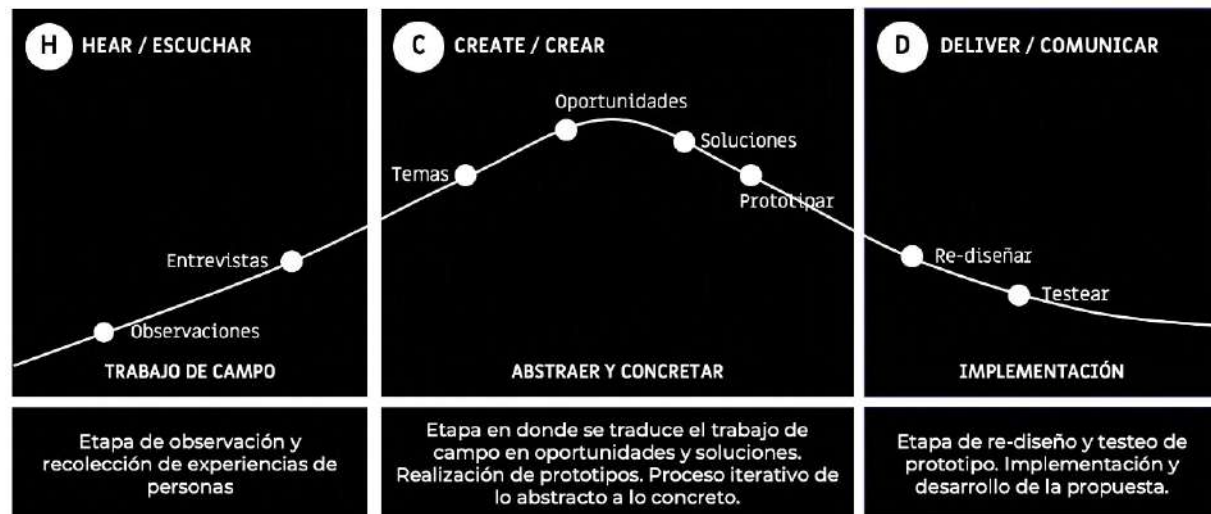 H HEAR / ESCUCHAR
Observaciones
Entrevistas
TRABAJO DE CAMPO
Etapa de observación y
recolección de experiencias de
personas
C CREATE / CREAR
Temas
Oportunidades
Soluciones
Prototipar
ABSTRAER Y CONCRETAR
Etapa en donde se traduce el trabajo de
campo en oportunidades y soluciones.
Realización de prototipos. Proceso iterativo de
lo abstracto a lo concreto.
D DELIVER / COMUNICAR
Re-diseñar
Testear
IMPLEMENTACIÓN
Etapa de re-diseño y testeo de
prototipo. Implementación y
desarrollo de la propuesta.